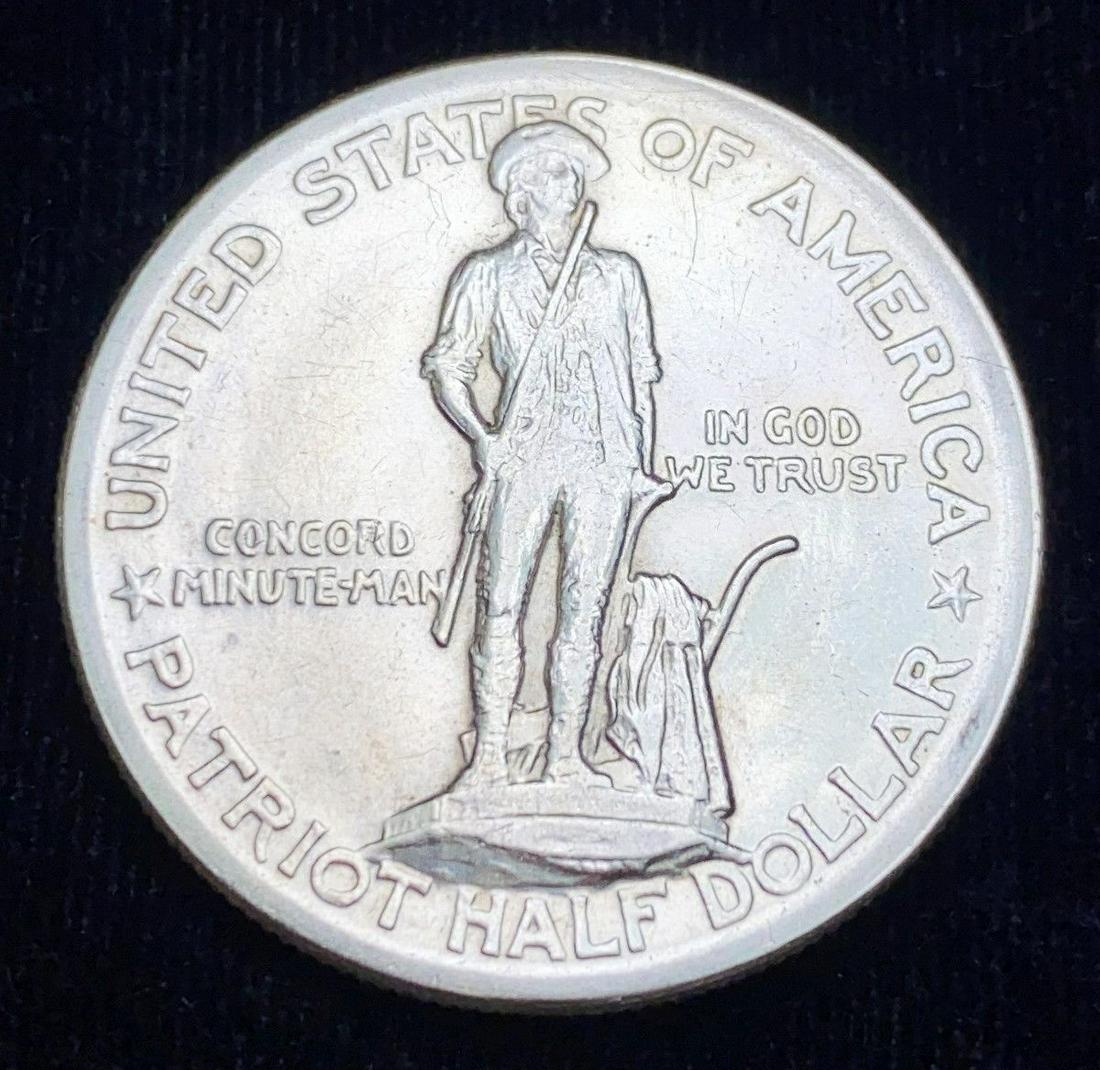 UNITED STATES OF AMERICA
IN GOD
WE TRUST
CONCORD
MINUTE-MAN
PATRIOT HALF DOLLAR